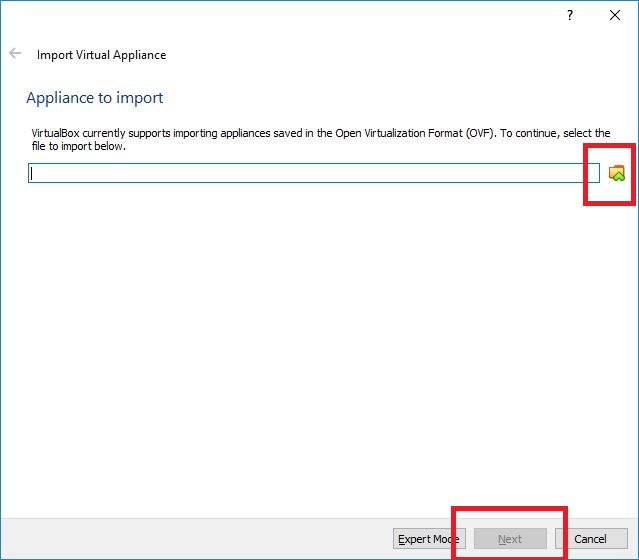 ?
Import Virtual Appliance
Appliance to import
VirtualBox currently supports importing appliances saved in the Open Virtualization Format (OVF). To continue, select the
file to import below.
Expert Mode Next Cancel